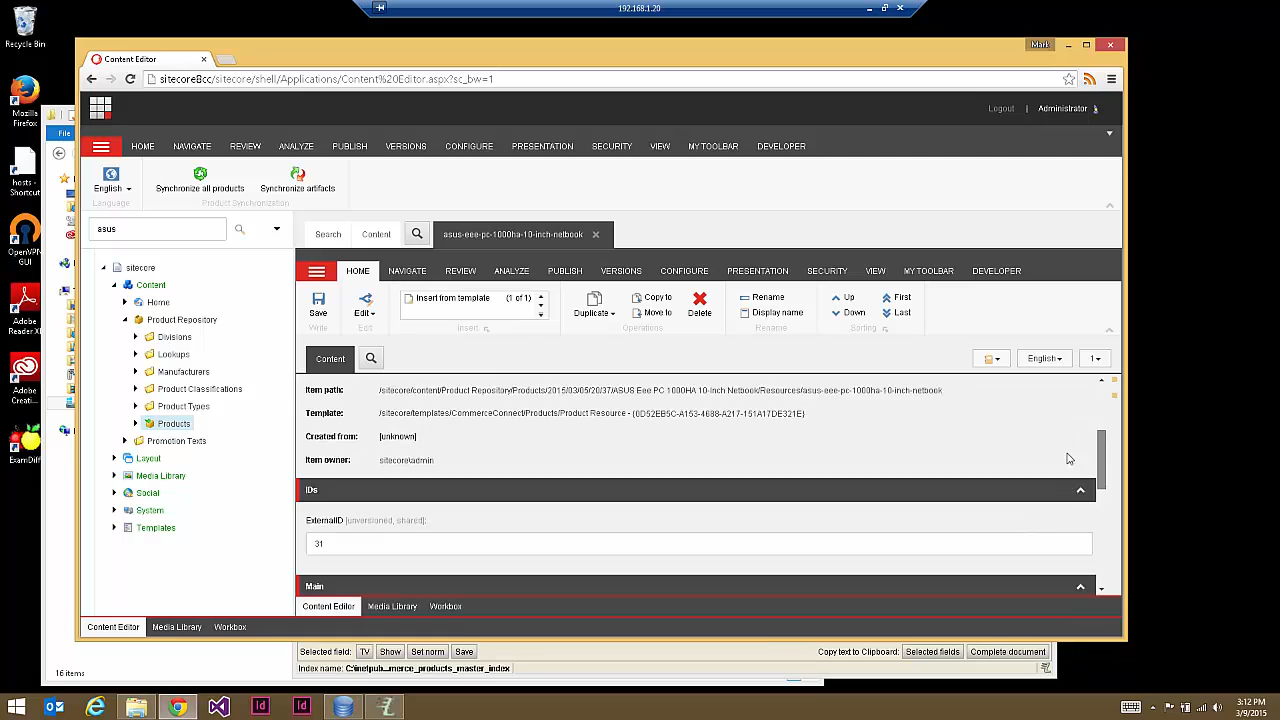 192.168.1.20
Recycle Bin
Mark
Content Editor
sitecore8cc/sitecore/shell/Applications/Content%20Editor.aspx?sc_bw=1
Mozilla Firefox
File
Logout | Administrator
HOME NAVIGATE REVIEW ANALYZE PUBLISH VERSIONS CONFIGURE PRESENTATION SECURITY VIEW MY TOOLBAR DEVELOPER
hosts - Shortcut
English Synchronize all products Synchronize artifacts
Language Product Synchronization
asus
Search Content asus-eee-pc-1000ha-10-inch-netbook
OpenVPN GUI
sitecore
Content
Home
Product Repository
Divisions
Lookups
Manufacturers
Product Classifications
Product Types
Products
Promotion Texts
Layout
Media Library
Social
System
Templates
HOME NAVIGATE REVIEW ANALYZE PUBLISH VERSIONS CONFIGURE PRESENTATION SECURITY VIEW MY TOOLBAR DEVELOPER
Save Edit Insert from template (1 of 1) Duplicate Copy to Move to Delete Rename Display name Up Down First Last
Write Edit Insert Operations Rename Sorting
Content English 1
Item path: /sitecore/content/Product Repository/Products/2015/03/05/20/37/ASUS Eee PC 1000HA 10-Inch Netbook/Resources/asus-eee-pc-1000ha-10-inch-netbook
Template: /sitecore/templates/CommerceConnect/Products/Product Resource - {0D52EB5C-A153-4688-A217-151A17DE321E}
Created from: [unknown]
Item owner: sitecore\admin
IDs
ExternalID [unversioned, shared]:
31
Main
Content Editor Media Library Workbox
Content Editor Media Library Workbox
Adobe Reader XI
Adobe Creati...
ExamDiff
Selected field: TV Show Set norm Save Copy text to Clipboard: Selected fields Complete document
Index name: C:\inetpub...merce_products_master_index
16 items
3:12 PM
3/9/2015